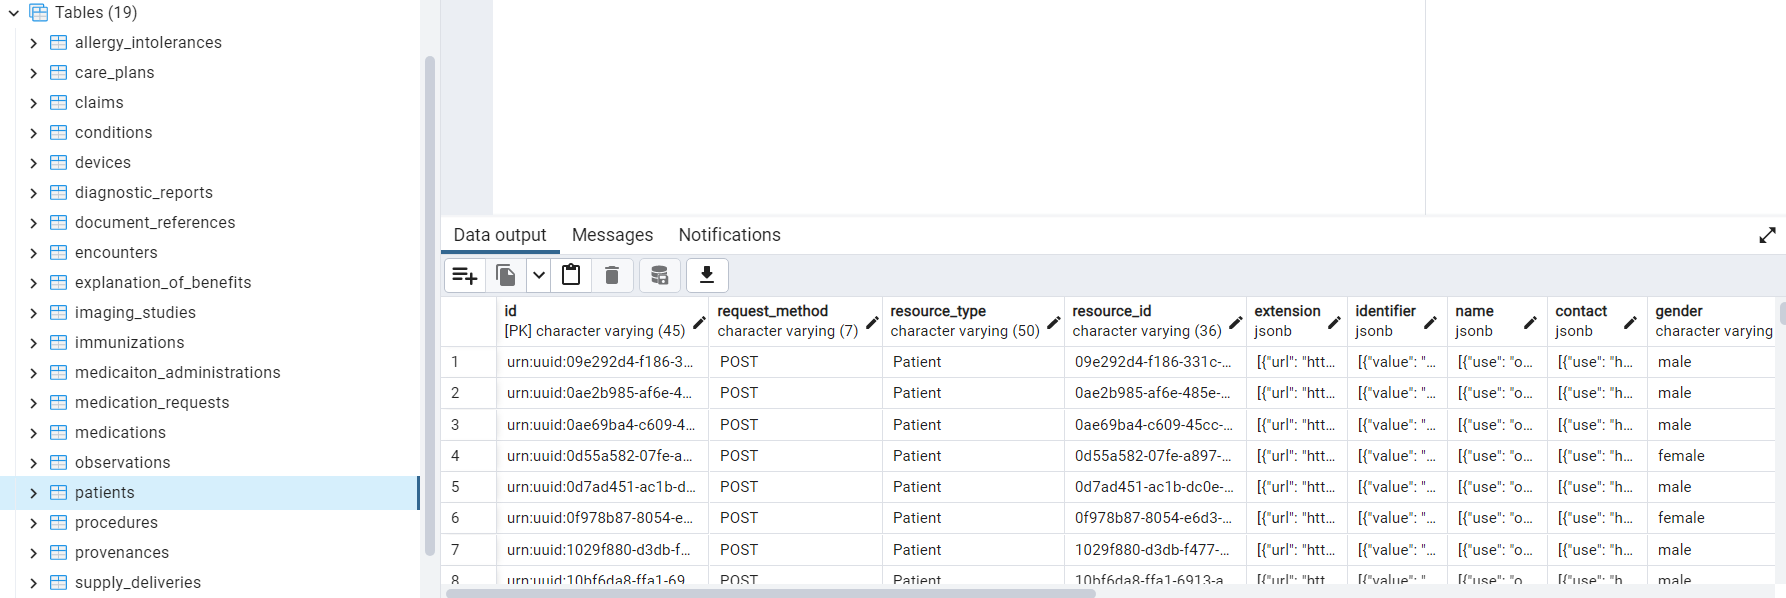 Tables (19)
allergy_intolerances
care_plans
claims
conditions
devices
diagnostic_reports
document_references
encounters
explanation_of_benefits
imaging_studies
immunizations
medicaiton_administrations
medication_requests
medications
observations
patients
procedures
provenances
supply_deliveries
Data output Messages Notifications
id request_method resource_type resource_id extension identifier name contact gender
[PK] character varying (45) character varying (7) character varying (50) character varying (36) jsonb jsonb jsonb jsonb character varying
1 urn:uuid:09e292d4-f186-3... POST Patient 09e292d4-f186-331c-... [{"url": "htt... [{"value": "... [{"use": "o... [{"use": "h... male
2 urn:uuid:0ae2b985-af6e-4... POST Patient 0ae2b985-af6e-485e-... [{"url": "htt... [{"value": "... [{"use": "o... [{"use": "h... male
3 urn:uuid:0ae69ba4-c609-4... POST Patient 0ae69ba4-c609-45cc-... [{"url": "htt... [{"value": "... [{"use": "o... [{"use": "h... male
4 urn:uuid:0d55a582-07fe-a... POST Patient 0d55a582-07fe-a897-... [{"url": "htt... [{"value": "... [{"use": "o... [{"use": "h... female
5 urn:uuid:0d7ad451-ac1b-d... POST Patient 0d7ad451-ac1b-dc0e-... [{"url": "htt... [{"value": "... [{"use": "o... [{"use": "h... male
6 urn:uuid:0f978b87-8054-e... POST Patient 0f978b87-8054-e6d3-... [{"url": "htt... [{"value": "... [{"use": "o... [{"use": "h... female
7 urn:uuid:1029f880-d3db-f... POST Patient 1029f880-d3db-f477-... [{"url": "htt... [{"value": "... [{"use": "o... [{"use": "h... male
8 urn:uuid:10bf6da8-ffa1-69 POST Patient 10bf6da8-ffa1-6913-a [{"url": "htt [{"value": " [{"use": "o [{"use": "h male